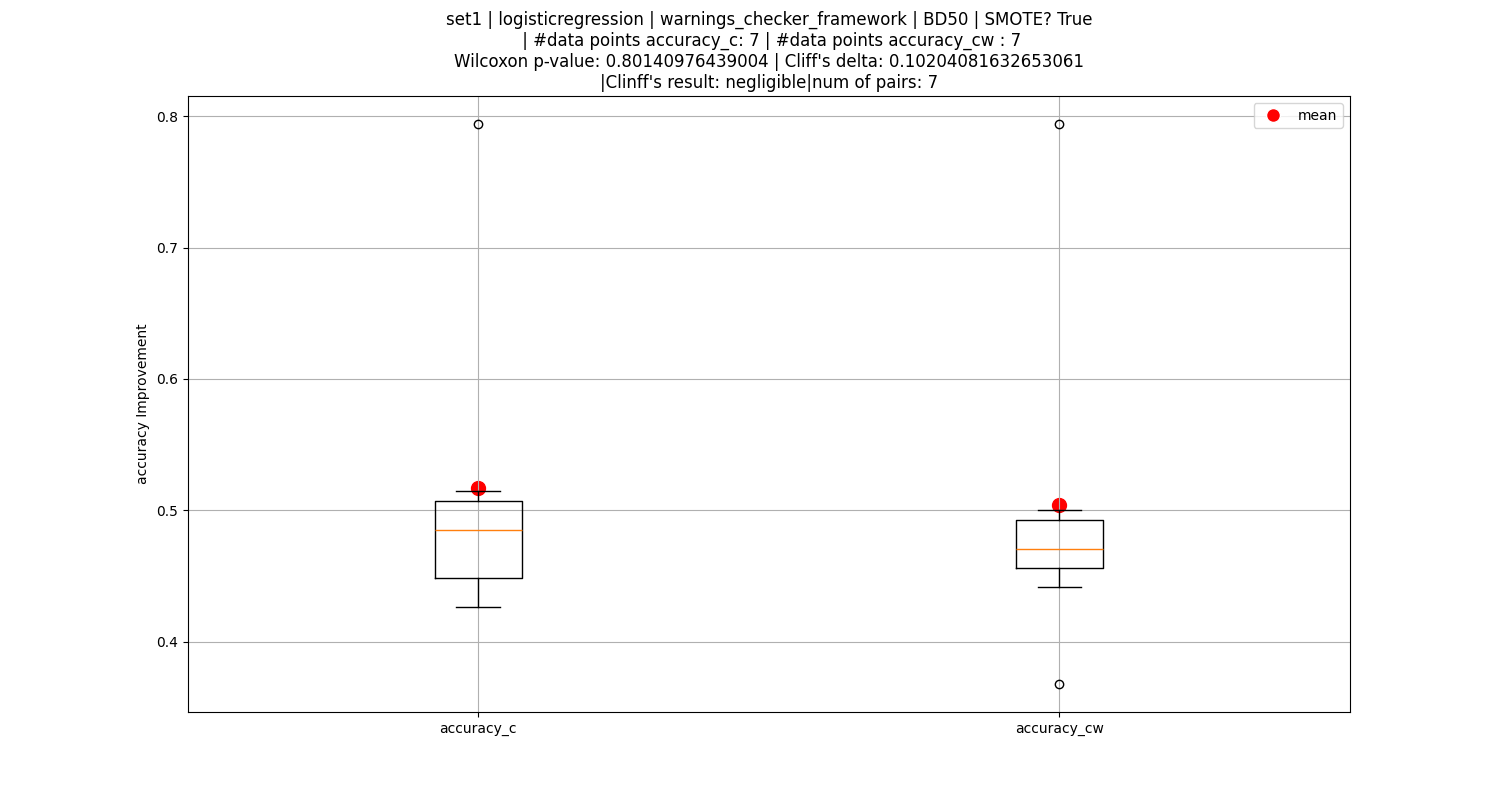 set1 | logisticregression | warnings_checker_framework | BD50 | SMOTE? True
| #data points accuracy_c: 7 | #data points accuracy_cw : 7
Wilcoxon p-value: 0.80140976439004 | Cliff's delta: 0.10204081632653061
|Clinff's result: negligible|num of pairs: 7
mean
accuracy Improvement
0.8
0.7
0.6
0.5
0.4
accuracy_c
accuracy_cw